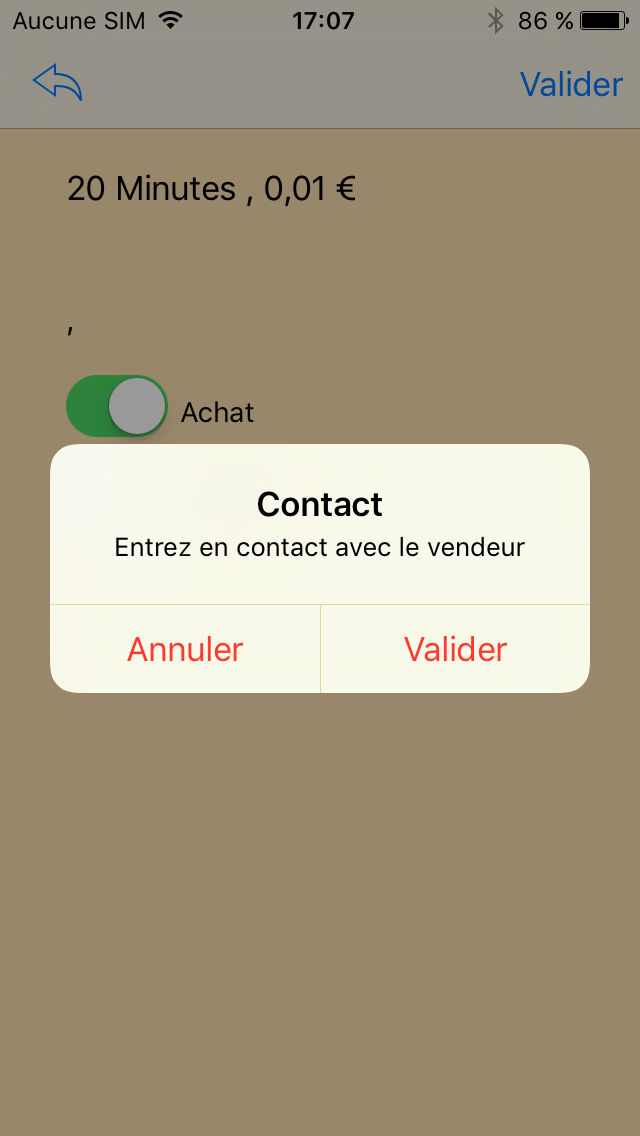 Aucune SIM 17:07 86 %
Valider
20 Minutes , 0,01 €
,
Achat
Contact
Entrez en contact avec le vendeur
Annuler Valider